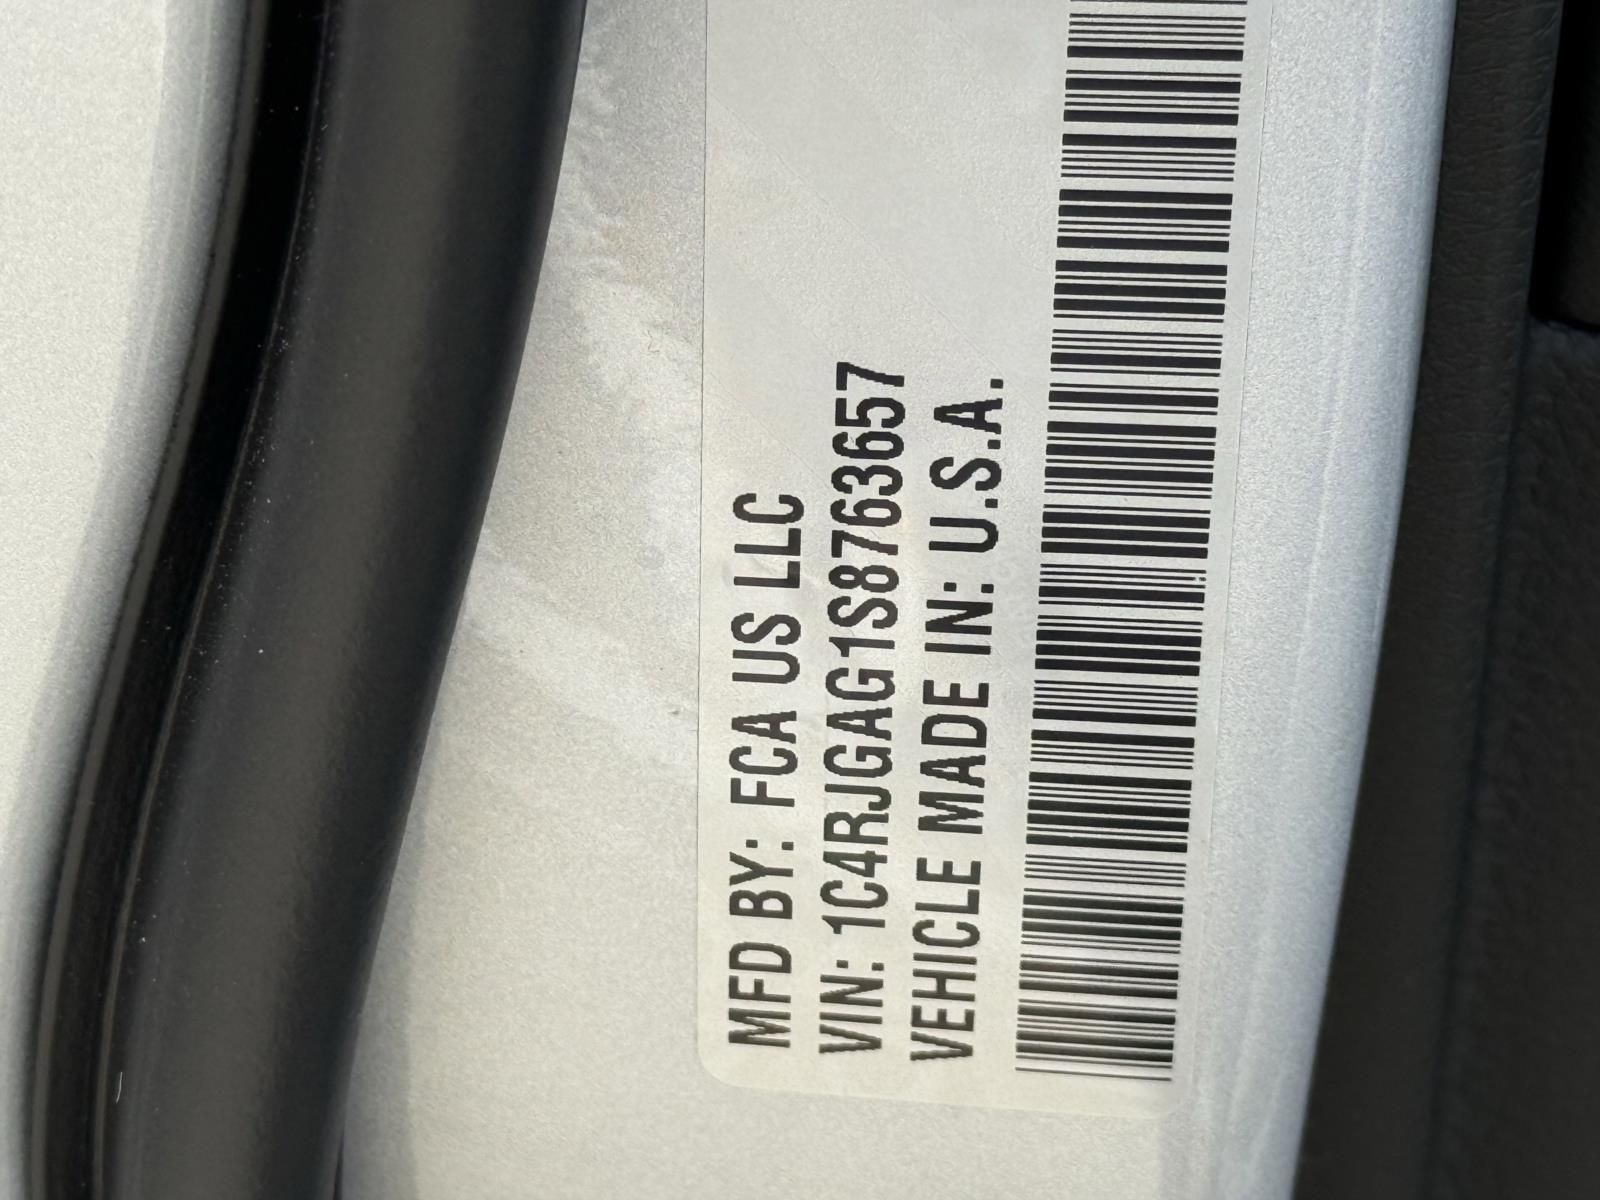 MFD BY: FCA US LLC
VIN: 1C4RJGAG1S8763657
VEHICLE MADE IN: U.S.A.